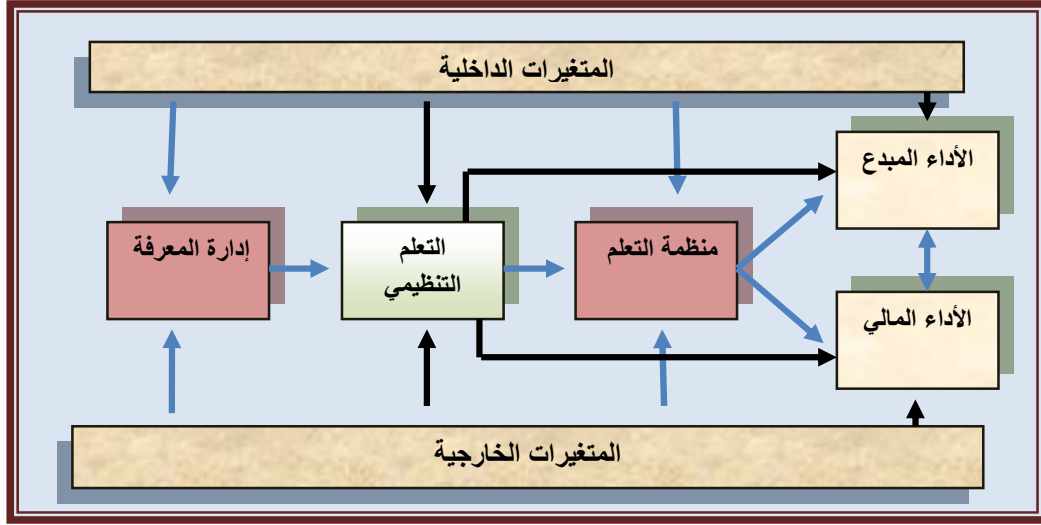 المتغيرات الداخلية
الأداء المبدع
إدارة المعرفة
التعلم
التنظيمي
منظمة التعلم
الأداء المالي
المتغيرات الخارجية